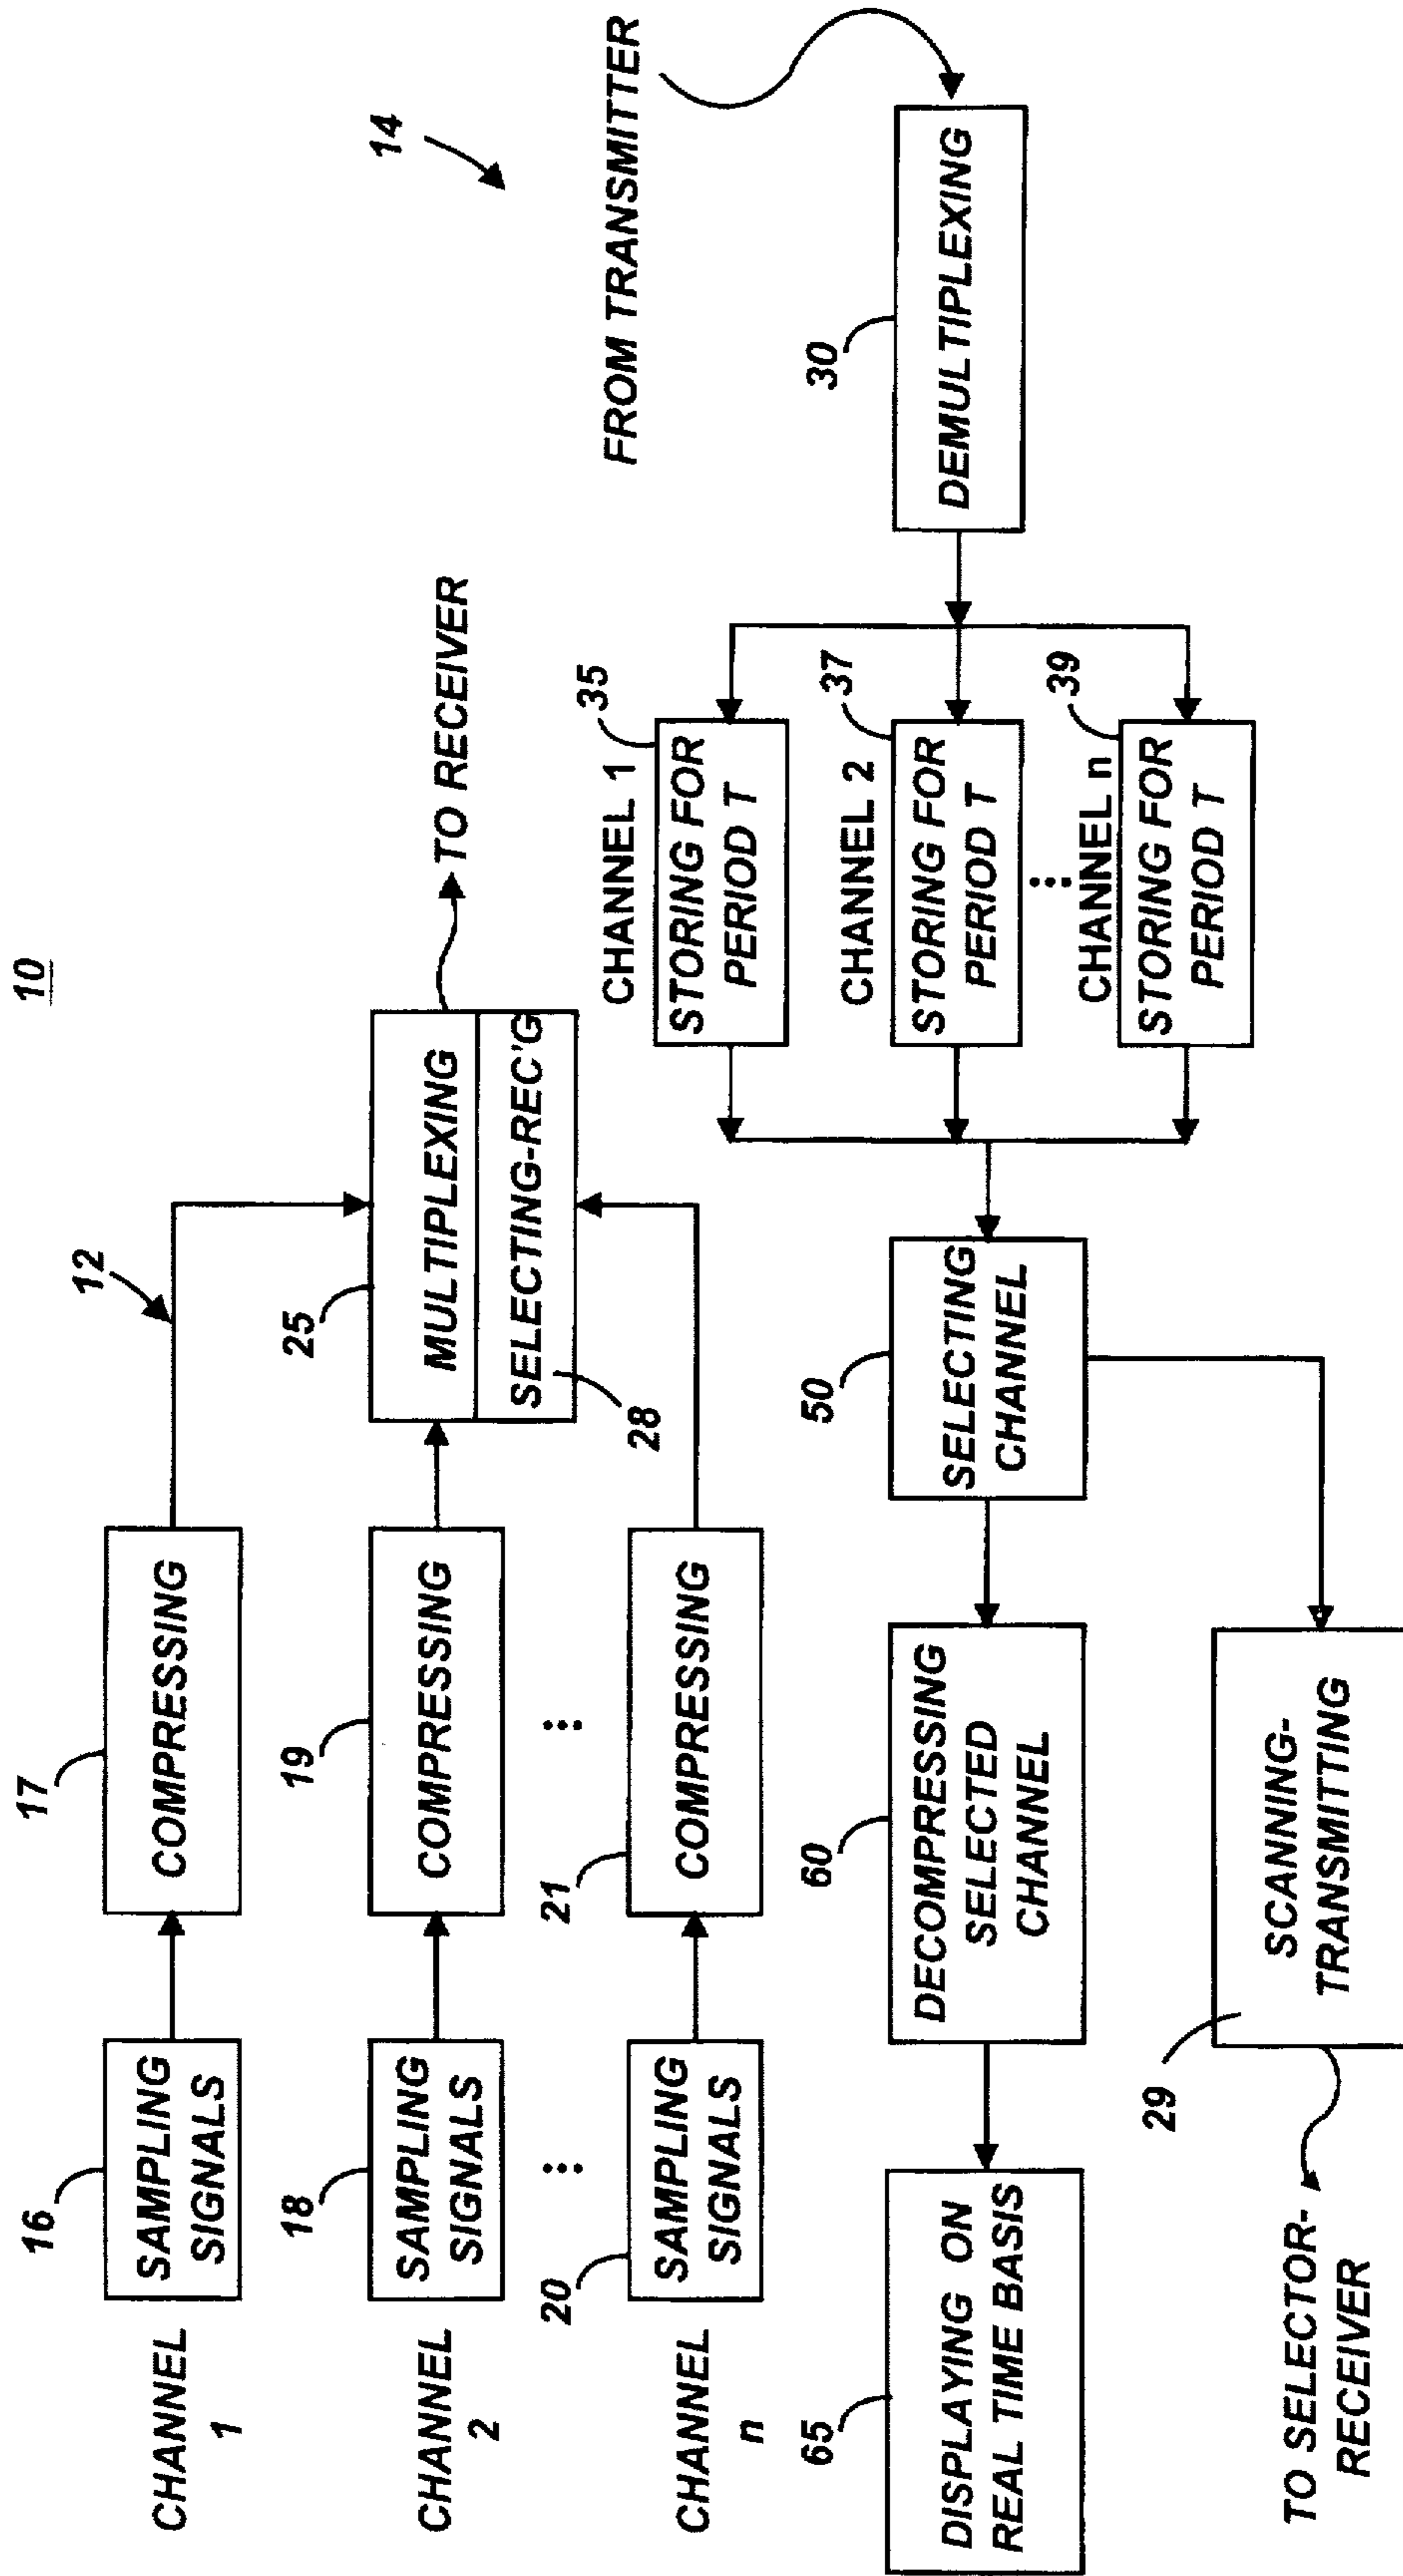 10
12
CHANNEL
1
16
SAMPLING
SIGNALS
17
COMPRESSING
CHANNEL
2
18
SAMPLING
SIGNALS
19
COMPRESSING
25
MULTIPLEXING
SELECTING-REC'G
28
TO RECEIVER
...
...
CHANNEL
n
20
SAMPLING
SIGNALS
21
COMPRESSING
14
FROM TRANSMITTER
30
DEMULTIPLEXING
CHANNEL 1
35
STORING FOR
PERIOD T
CHANNEL 2
37
STORING FOR
PERIOD T
...
CHANNEL n
39
STORING FOR
PERIOD T
50
SELECTING
CHANNEL
60
DECOMPRESSING
SELECTED
CHANNEL
65
DISPLAYING ON
REAL TIME BASIS
29
SCANNING-
TRANSMITTING
TO SELECTOR-
RECEIVER